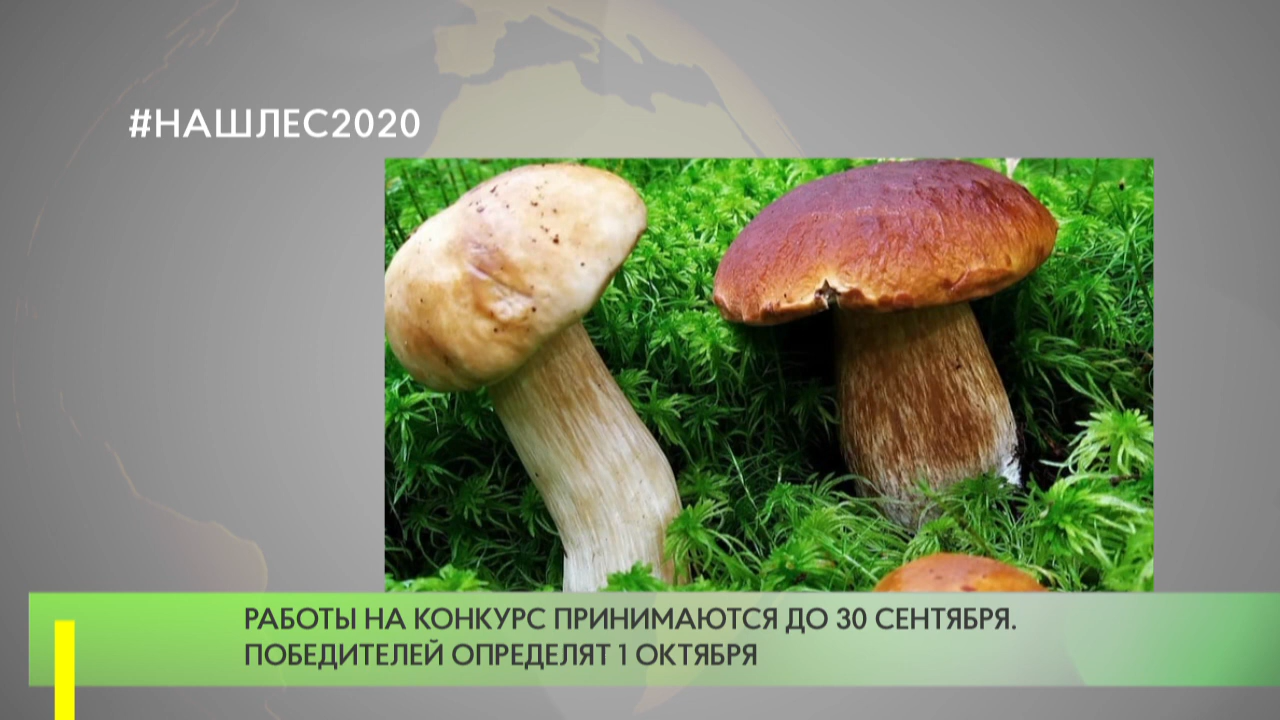 #НАШЛЕС2020
РАБОТЫ НА КОНКУРС ПРИНИМАЮТСЯ ДО 30 СЕНТЯБРЯ.
ПОБЕДИТЕЛЕЙ ОПРЕДЕЛЯТ 1 ОКТЯБРЯ